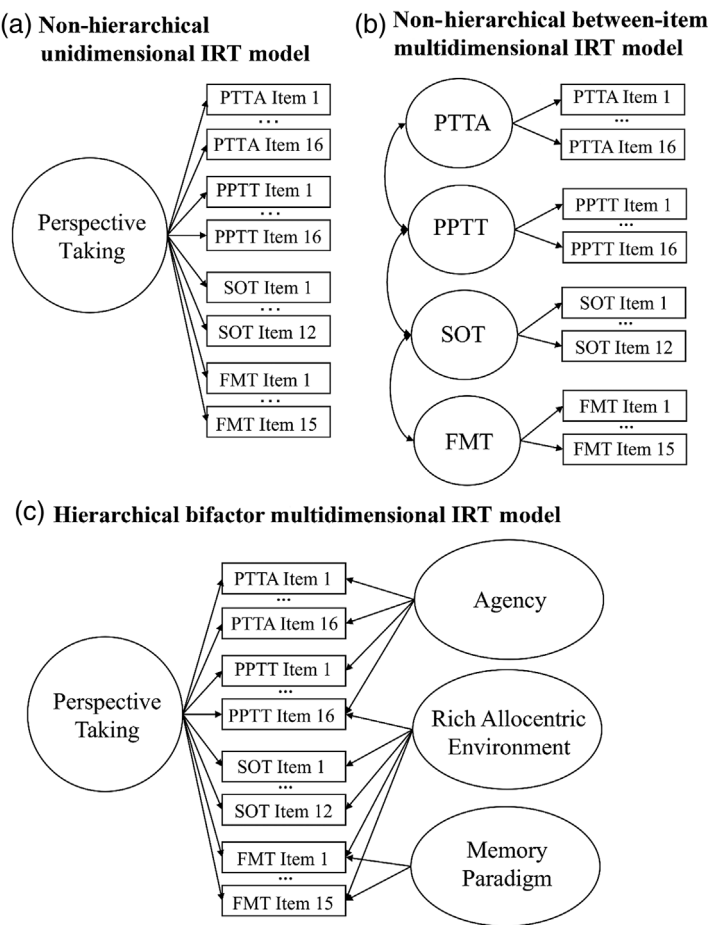 (a) Non-hierarchical
unidimensional IRT model
PTTA Item 1
...
PTTA Item 16
PPTT Item 1
...
PPTT Item 16
SOT Item 1
...
SOT Item 12
FMT Item 1
...
FMT Item 15
Perspective
Taking
(b) Non-hierarchical between-item
multidimensional IRT model
PTTA
PTTA Item 1
...
PTTA Item 16
PPTT
PPTT Item 1
...
PPTT Item 16
SOT
SOT Item 1
...
SOT Item 12
FMT
FMT Item 1
...
FMT Item 15
(c) Hierarchical bifactor multidimensional IRT model
Perspective
Taking
PTTA Item 1
...
PTTA Item 16
PPTT Item 1
...
PPTT Item 16
SOT Item 1
...
SOT Item 12
FMT Item 1
...
FMT Item 15
Agency
Rich Allocentric
Environment
Memory
Paradigm